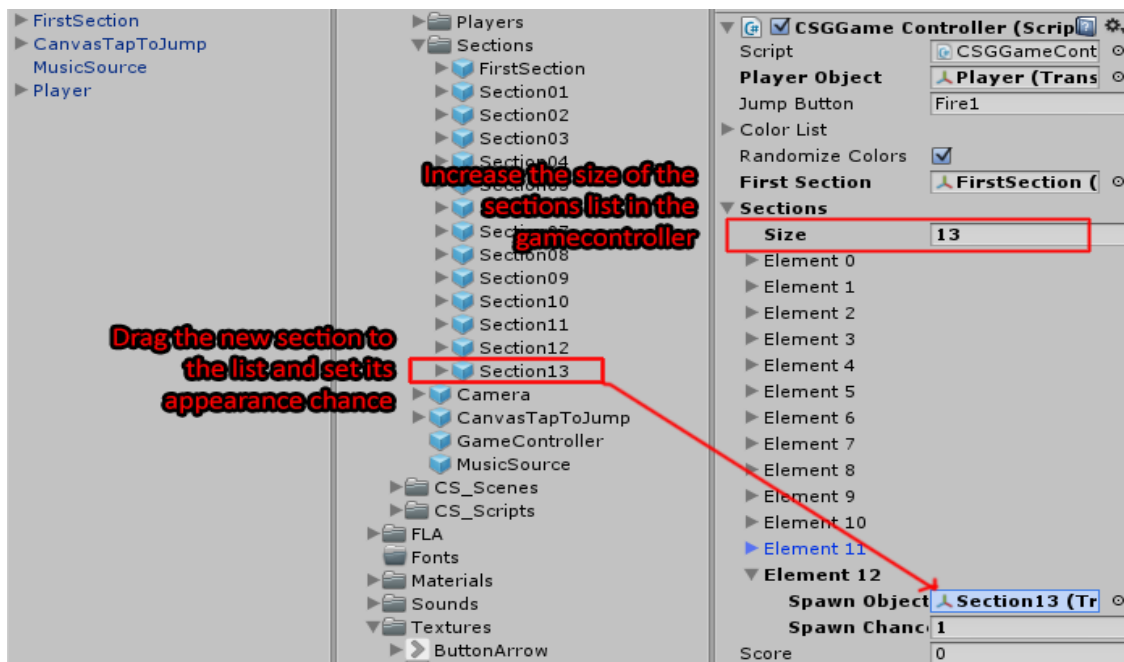 FirstSection
CanvasTapToJump
MusicSource
Player
Players
Sections
FirstSection
Section01
Section02
Section03
Section04
Section08
Section09
Section10
Section11
Section12
Section13
Camera
CanvasTapToJump
GameController
MusicSource
CS_Scenes
CS_Scripts
FLA
Fonts
Materials
Sounds
Textures
ButtonArrow
Increase the size of the
sections list in the
gamecontroller
Drag the new section to
the list and set its
appearance chance
CSGGame Controller (Scrip
Script CSGGameCont
Player Object Player (Trans
Jump Button Fire1
Color List
Randomize Colors
First Section FirstSection (
Sections
Size 13
Element 0
Element 1
Element 2
Element 3
Element 4
Element 5
Element 6
Element 7
Element 8
Element 9
Element 10
Element 11
Element 12
Spawn Object Section13 (Tr
Spawn Chanc 1
Score 0